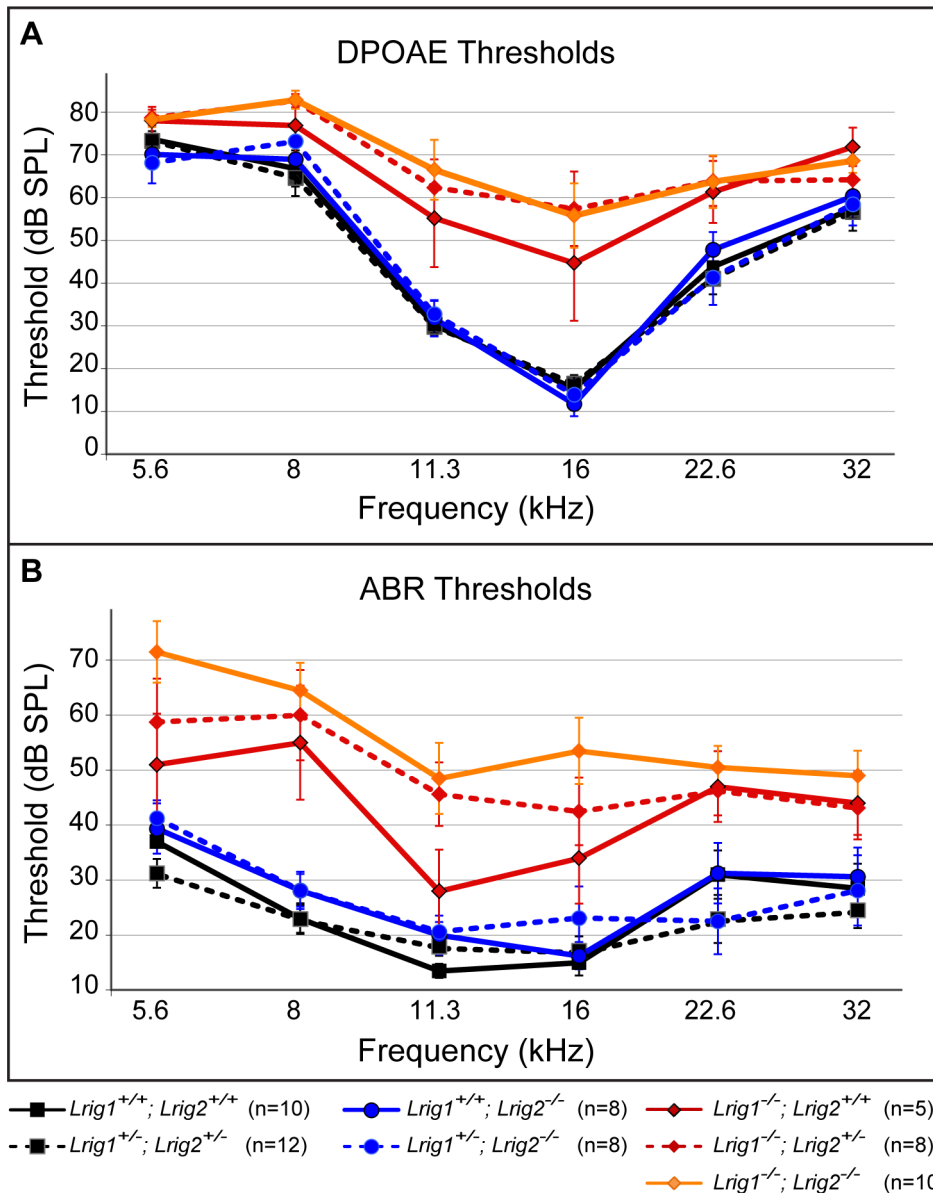 A
DPOAE Thresholds
Threshold (dB SPL)
80
70
60
50
40
30
20
10
0
5.6 8 11.3 16 22.6 32
Frequency (kHz)
B
ABR Thresholds
Threshold (dB SPL)
70
60
50
40
30
20
10
5.6 8 11.3 16 22.6 32
Frequency (kHz)
Lrig1+/+; Lrig2+/+ (n=10) Lrig1+/+; Lrig2-/- (n=8) Lrig1-/-; Lrig2+/+ (n=5)
Lrig1+/-; Lrig2+/- (n=12) Lrig1+/-; Lrig2-/- (n=8) Lrig1-/-; Lrig2+/- (n=8)
Lrig1-/-; Lrig2-/- (n=10